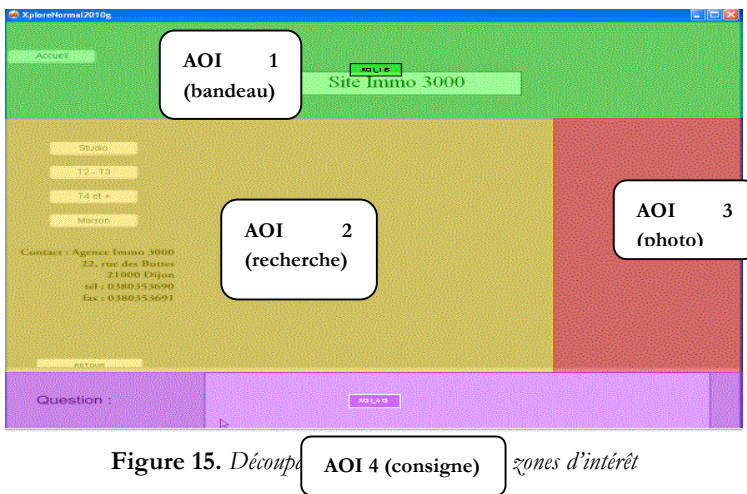 XploreNormal2010g
Accueil
AOI 1
(bandeau)
Site Immo 3000
Studio
T2 - T3
T4 et +
Maison
AOI 2
(recherche)
AOI 3
(photo)
Contact : Agence Immo 3000
22, rue des Buttes
21000 Dijon
tél : 0380353690
fax : 0380353691
RETOUR
Question :
AOI 4 (consigne)
Figure 15. Découpa zones d'intérêt